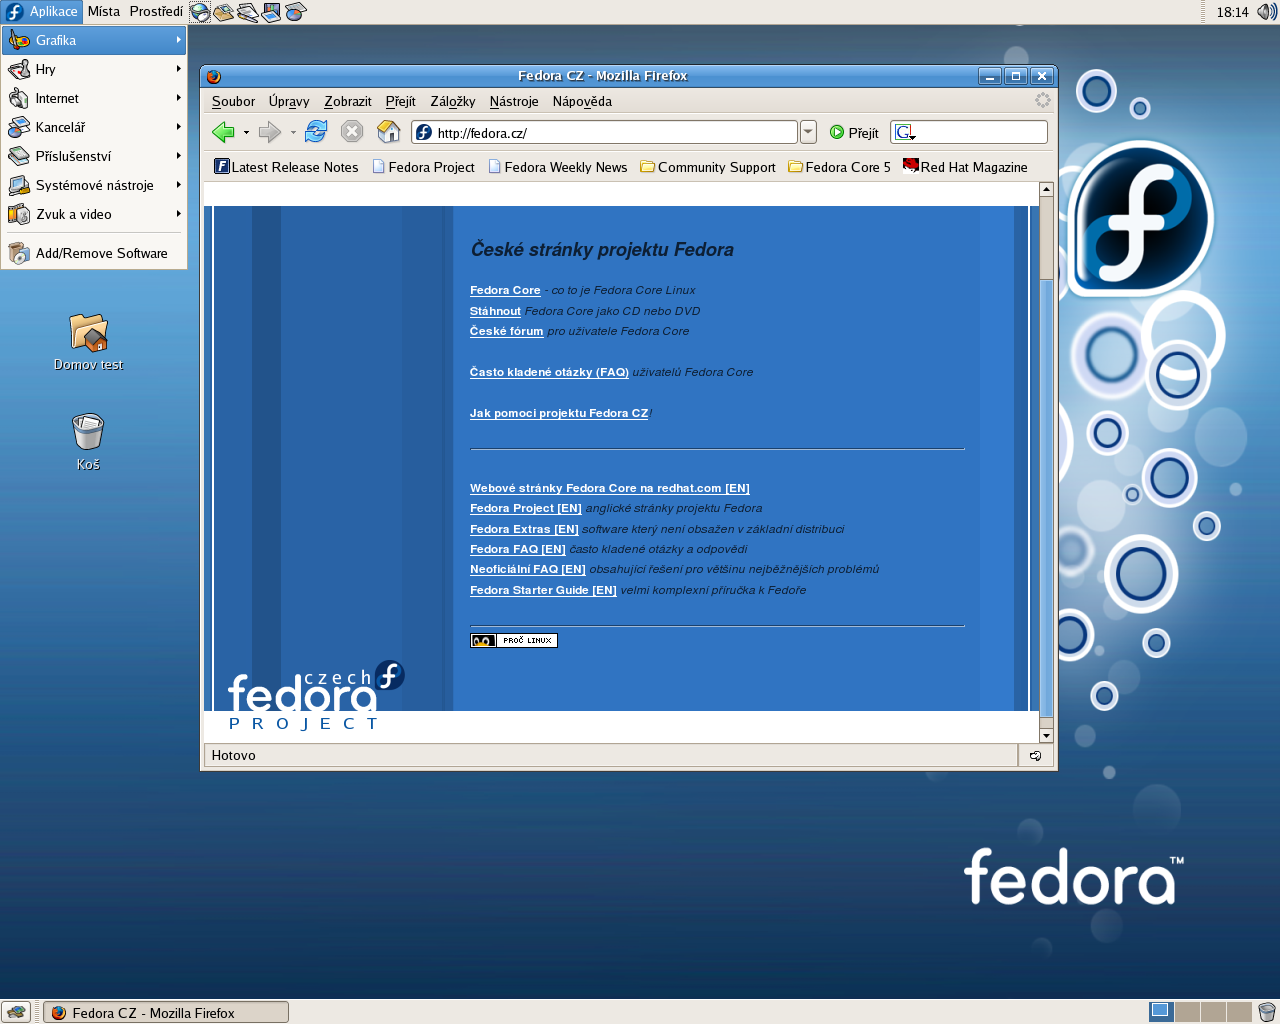 Aplikace Místa Prostředí 18:14
Grafika
Hry
Internet
Kancelář
Příslušenství
Systémové nástroje
Zvuk a video
Add/Remove Software
Domov test
Koš
Fedora CZ - Mozilla Firefox
Soubor Úpravy Zobrazit Přejít Záložky Nástroje Nápověda
http://fedora.cz/ Přejít G
Latest Release Notes Fedora Project Fedora Weekly News Community Support Fedora Core 5 Red Hat Magazine
České stránky projektu Fedora
Fedora Core - co to je Fedora Core Linux
Stáhnout Fedora Core jako CD nebo DVD
České fórum pro uživatele Fedora Core
Často kladené otázky (FAQ) uživatelů Fedora Core
Jak pomoci projektu Fedora CZ!
Webové stránky Fedora Core na redhat.com [EN]
Fedora Project [EN] anglické stránky projektu Fedora
Fedora Extras [EN] software který není obsažen v základní distribuci
Fedora FAQ [EN] často kladené otázky a odpovědi
Neoficiální FAQ [EN] obsahující řešení pro většinu nejběžnějších problémů
Fedora Starter Guide [EN] velmi komplexní příručka k Fedoře
PROČ LINUX
czech
fedora
PROJECT
Hotovo
fedora™
Fedora CZ - Mozilla Firefox